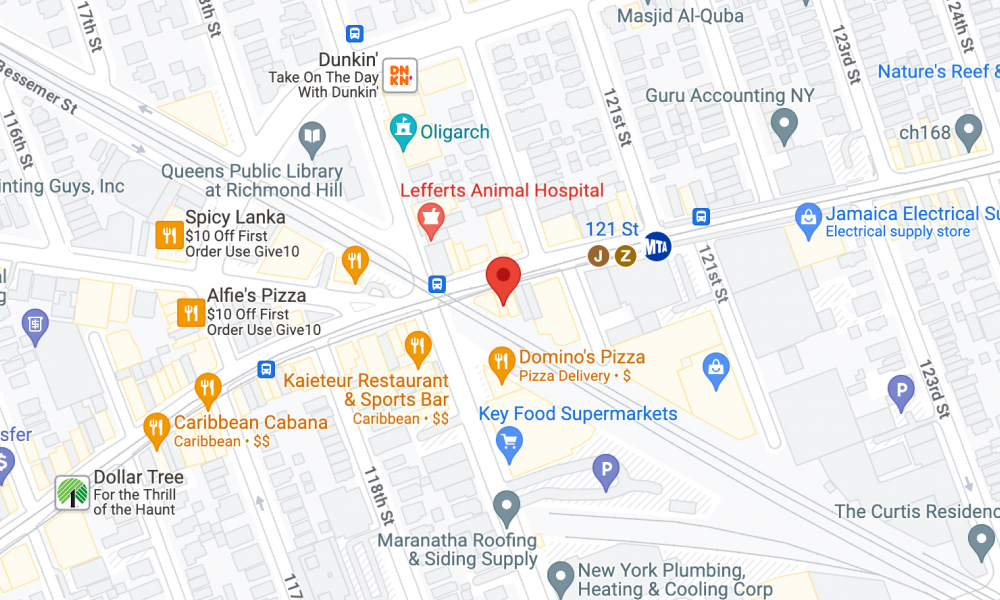 17th St
Masjid Al-Quba
123rd St
124th St
Dunkin'
Take On The Day
With Dunkin'
DN
KN'
Nature's Reef &
Bessemer St
121st St
Guru Accounting NY
116th St
Oligarch
ch168
Queens Public Library
at Richmond Hill
inting Guys, Inc
Lefferts Animal Hospital
Spicy Lanka
$10 Off First
Order Use Give10
121 St
J
Z
MTA
Jamaica Electrical Su
Electrical supply store
121st St
Alfie's Pizza
$10 Off First
Order Use Give10
Domino's Pizza
Pizza Delivery • $
Kaieteur Restaurant
& Sports Bar
Caribbean • $$
P
123rd St
Key Food Supermarkets
Caribbean Cabana
Caribbean • $$
sfer
$
P
Dollar Tree
For the Thrill
of the Haunt
118th St
The Curtis Residenc
Maranatha Roofing
& Siding Supply
New York Plumbing,
Heating & Cooling Corp
117